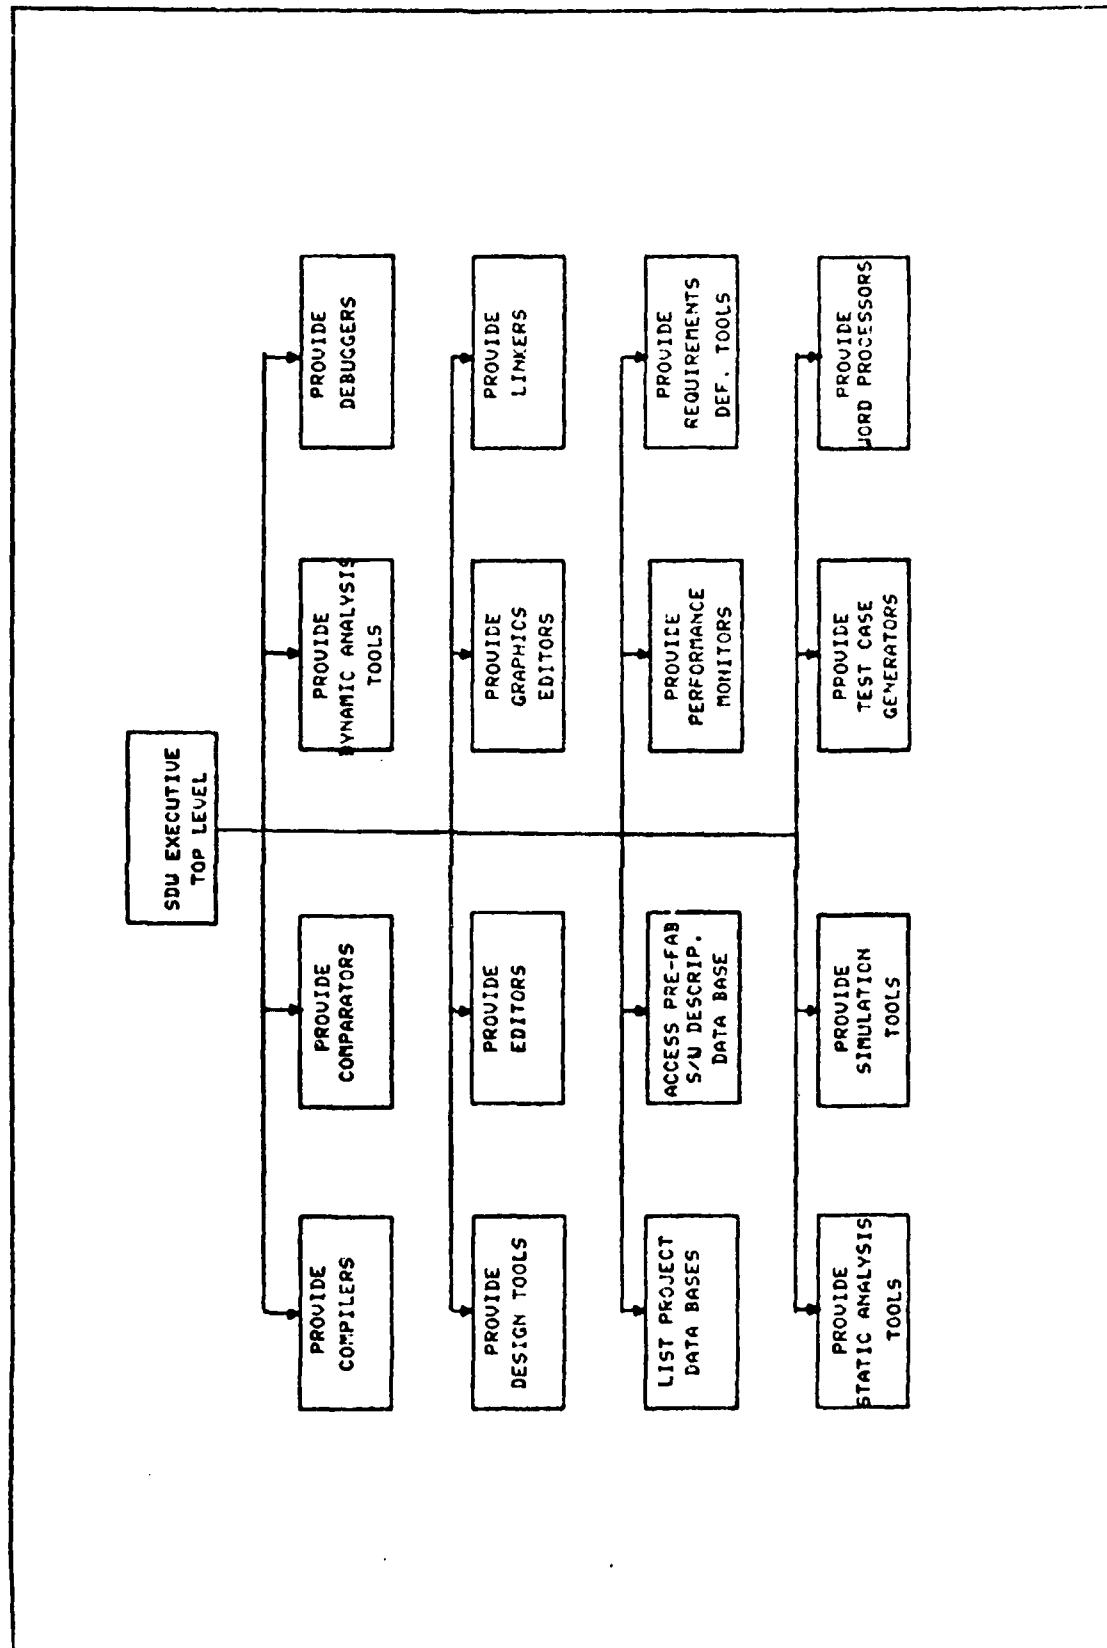 SDW EXECUTIVE
TOP LEVEL
PROVIDE
COMPILERS
PROVIDE
COMPARATORS
PROVIDE
DYNAMIC ANALYSIS
TOOLS
PROVIDE
DEBUGGERS
PROVIDE
DESIGN TOOLS
PROVIDE
EDITORS
PROVIDE
GRAPHICS
EDITORS
PROVIDE
LINKERS
LIST PROJECT
DATA BASES
ACCESS PRE-FAB
S/W DESCRIP.
DATA BASE
PROVIDE
PERFORMANCE
MONITORS
PROVIDE
REQUIREMENTS
DEF. TOOLS
PROVIDE
STATIC ANALYSIS
TOOLS
PROVIDE
SIMULATION
TOOLS
PROVIDE
TEST CASE
GENERATORS
PROVIDE
WORD PROCESSORS